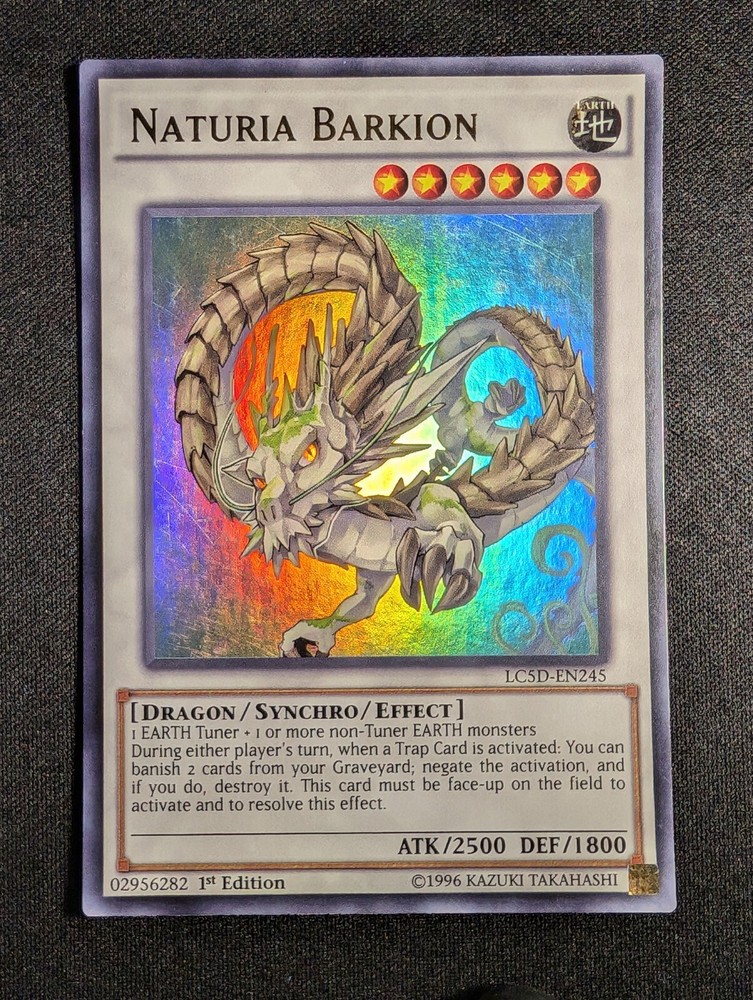 NATURIA BARKION
EARTH
地
LC5D-EN245
[DRAGON/SYNCHRO/EFFECT]
1 EARTH Tuner + 1 or more non-Tuner EARTH monsters
During either player's turn, when a Trap Card is activated: You can
banish 2 cards from your Graveyard; negate the activation, and
if you do, destroy it. This card must be face-up on the field to
activate and to resolve this effect.
ATK/2500 DEF/1800
02956282 1st Edition
©1996 KAZUKI TAKAHASHI